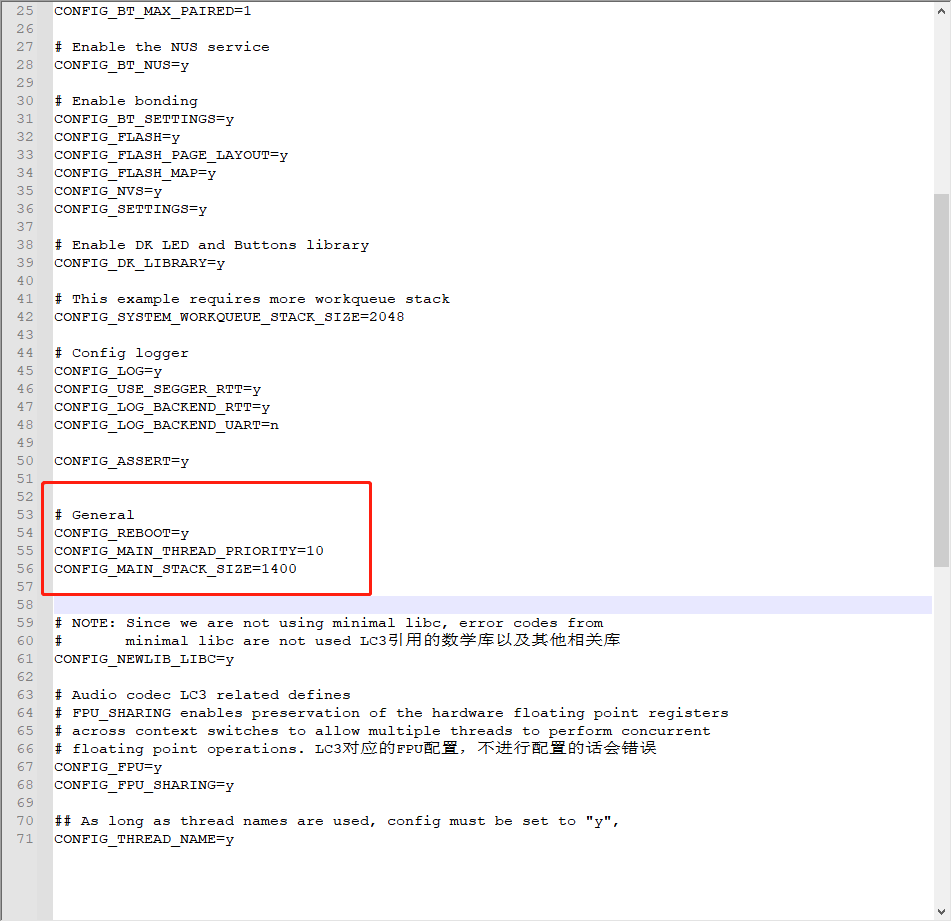 25 CONFIG_BT_MAX_PAIRED=1
26
27 # Enable the NUS service
28 CONFIG_BT_NUS=y
29
30 # Enable bonding
31 CONFIG_BT_SETTINGS=y
32 CONFIG_FLASH=y
33 CONFIG_FLASH_PAGE_LAYOUT=y
34 CONFIG_FLASH_MAP=y
35 CONFIG_NVS=y
36 CONFIG_SETTINGS=y
37
38 # Enable DK LED and Buttons library
39 CONFIG_DK_LIBRARY=y
40
41 # This example requires more workqueue stack
42 CONFIG_SYSTEM_WORKQUEUE_STACK_SIZE=2048
43
44 # Config logger
45 CONFIG_LOG=y
46 CONFIG_USE_SEGGER_RTT=y
47 CONFIG_LOG_BACKEND_RTT=y
48 CONFIG_LOG_BACKEND_UART=n
49
50 CONFIG_ASSERT=y
51
52
53 # General
54 CONFIG_REBOOT=y
55 CONFIG_MAIN_THREAD_PRIORITY=10
56 CONFIG_MAIN_STACK_SIZE=1400
57
58
59 # NOTE: Since we are not using minimal libc, error codes from
60 #       minimal libc are not used LC3引用的数学库以及其他相关库
61 CONFIG_NEWLIB_LIBC=y
62
63 # Audio codec LC3 related defines
64 # FPU_SHARING enables preservation of the hardware floating point registers
65 # across context switches to allow multiple threads to perform concurrent
66 # floating point operations. LC3对应的FPU配置，不进行配置的话会错误
67 CONFIG_FPU=y
68 CONFIG_FPU_SHARING=y
69
70 ## As long as thread names are used, config must be set to "y",
71 CONFIG_THREAD_NAME=y